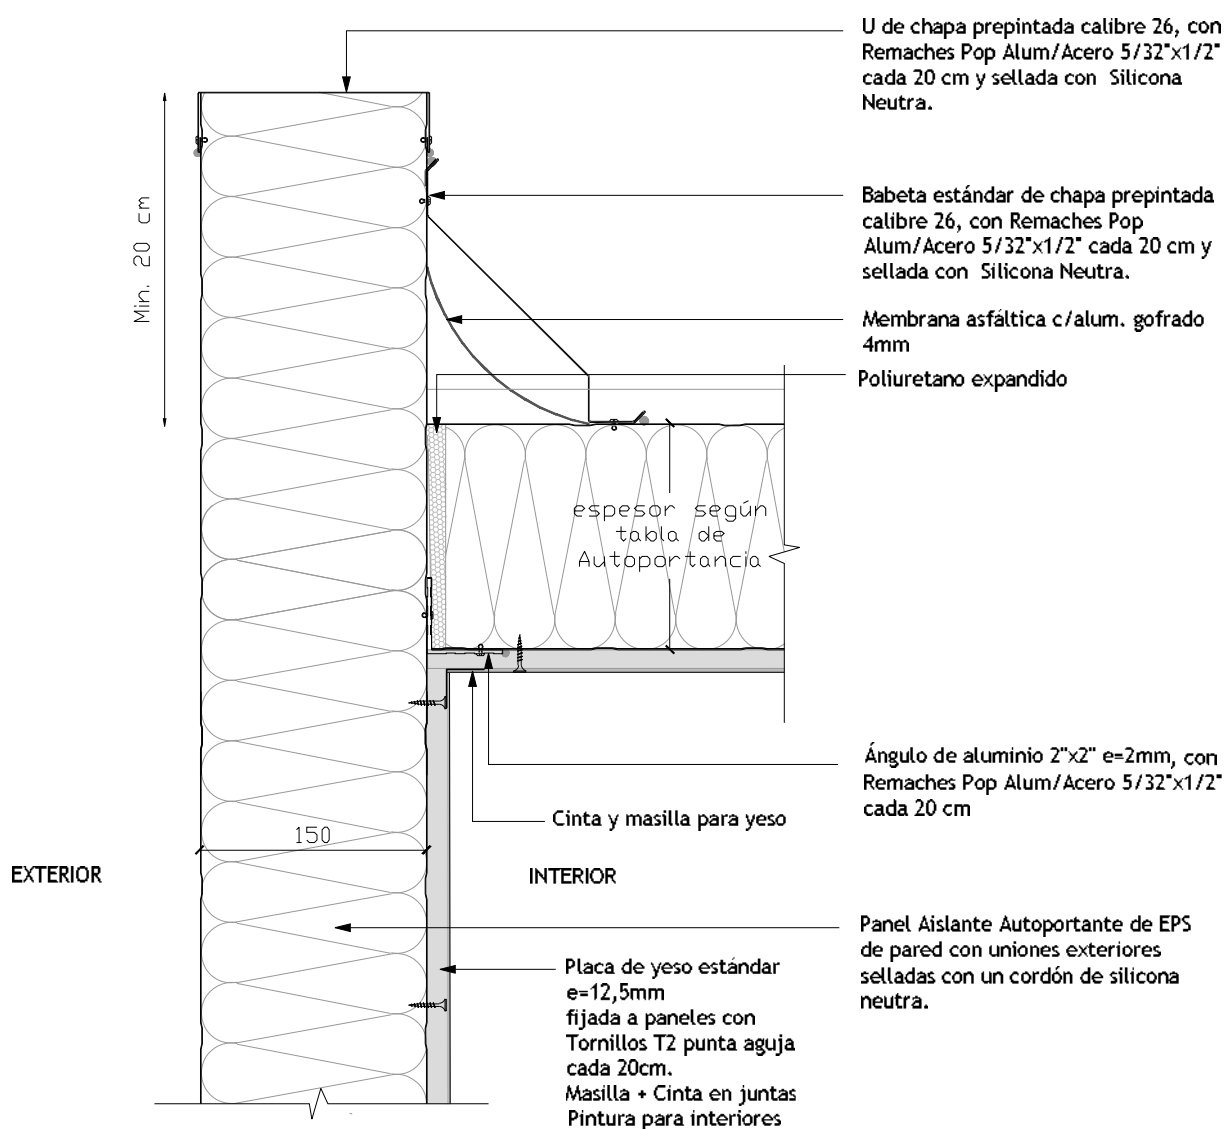 U de chapa prepintada calibre 26, con
Remaches Pop Alum/Acero 5/32"x1/2"
cada 20 cm y sellada con Silicona
Neutra.
Min. 20 cm
Babeta estándar de chapa prepintada
calibre 26, con Remaches Pop
Alum/Acero 5/32"x1/2" cada 20 cm y
sellada con Silicona Neutra.
Membrana asfáltica c/alum. gofrado
4mm
Poliuretano expandido
espesor según
tabla de
Autoportancia
Ángulo de aluminio 2"x2" e=2mm, con
Remaches Pop Alum/Acero 5/32"x1/2"
cada 20 cm
Cinta y masilla para yeso
150
EXTERIOR
INTERIOR
Panel Aislante Autoportante de EPS
de pared con uniones exteriores
selladas con un cordón de silicona
neutra.
Placa de yeso estándar
e=12,5mm
fijada a paneles con
Tornillos T2 punta aguja
cada 20cm.
Masilla + Cinta en juntas
Pintura para interiores